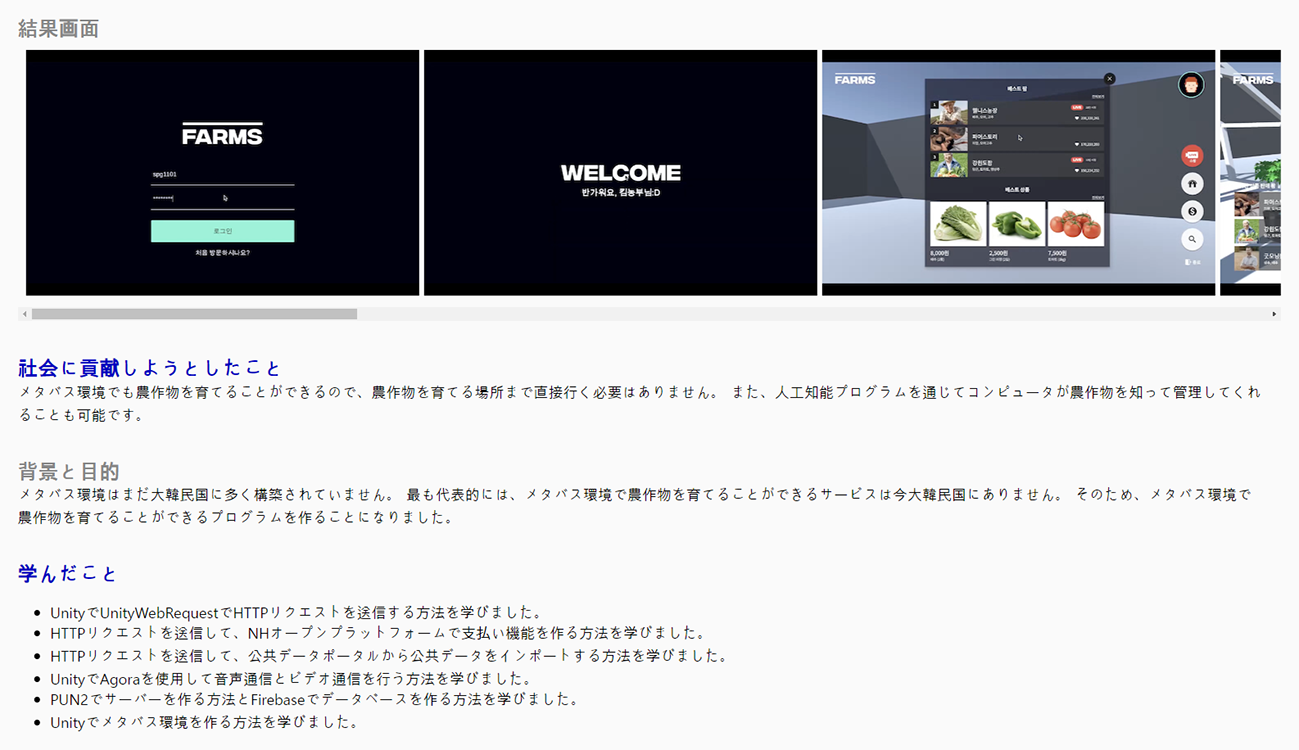 結果画面
FARMS
spg1101
********
로그인
처음 방문하시나요?
WELCOME
반가워요, 킴농부님:D
FARMS
베스트 팜
1
웰니스농장
LIVE
2
파머스토리
3
강원도팜
LIVE
베스트 상품
8,000원
2,500원
7,500원
FARMS
社会に貢献しようとしたこと
メタバス環境でも農作物を育てることができるので、農作物を育てる場所まで直接行く必要はありません。 また、人工知能プログラムを通じてコンピュータが農作物を知って管理してくれ
ることも可能です。
背景と目的
メタバス環境はまだ大韓民国に多く構築されていません。 最も代表的には、メタバス環境で農作物を育てることができるサービスは今大韓民国にありません。 そのため、メタバス環境で
農作物を育てることができるプログラムを作ることになりました。
学んだこと
UnityでUnityWebRequestでHTTPリクエストを送信する方法を学びました。
HTTPリクエストを送信して、NHオープンプラットフォームで支払い機能を作る方法を学びました。
HTTPリクエストを送信して、公共データポータルから公共データをインポートする方法を学びました。
UnityでAgoraを使用して音声通信とビデオ通信を行う方法を学びました。
PUN2でサーバーを作る方法とFirebaseでデータベースを作る方法を学びました。
Unityでメタバス環境を作る方法を学びました。